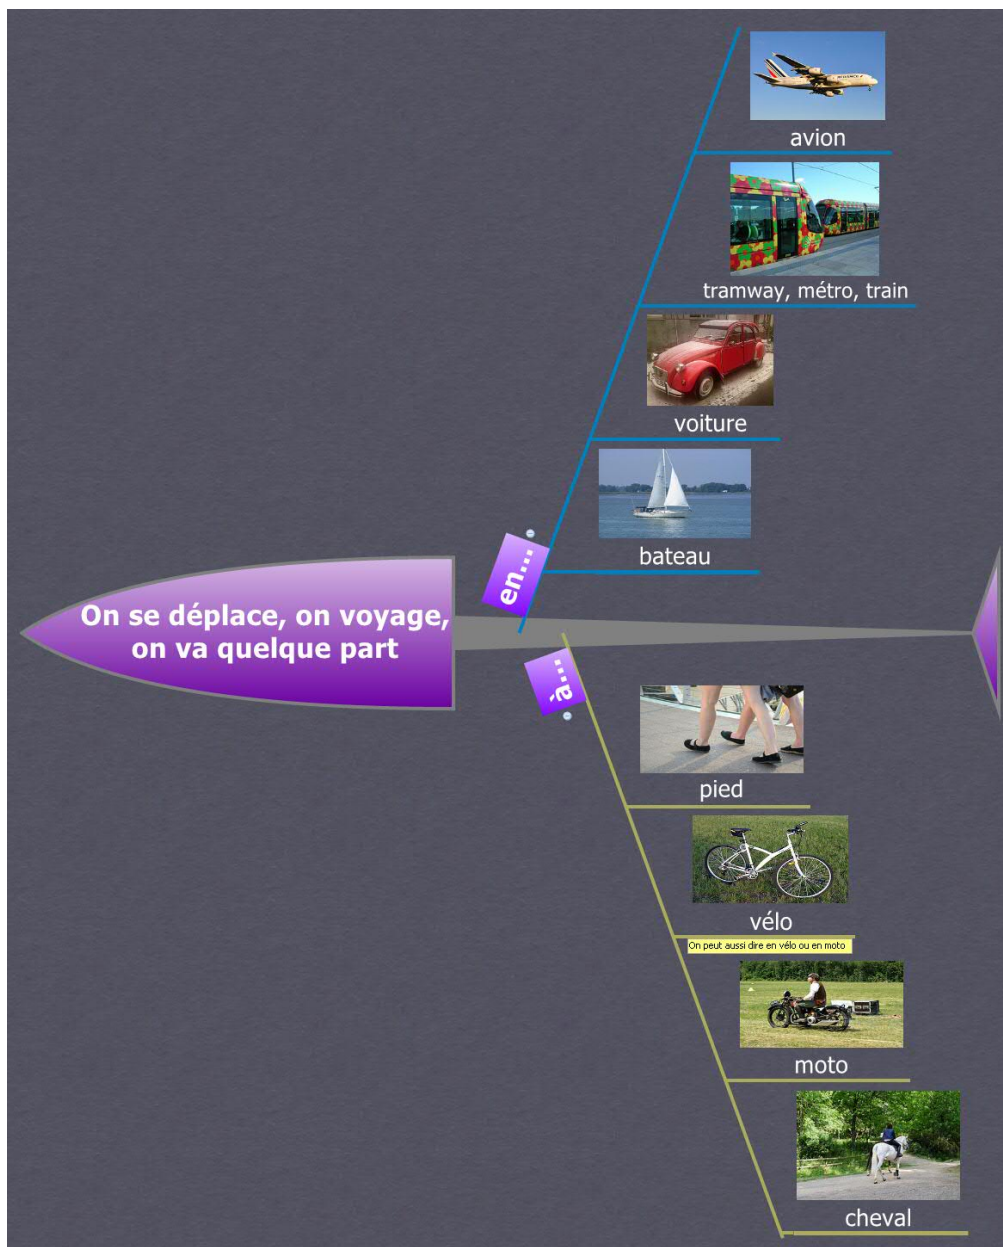 avion
tramway, métro, train
voiture
bateau
en...
On se déplace, on voyage,
on va quelque part
à...
pied
vélo
On peut aussi dire en vélo ou en moto
moto
cheval